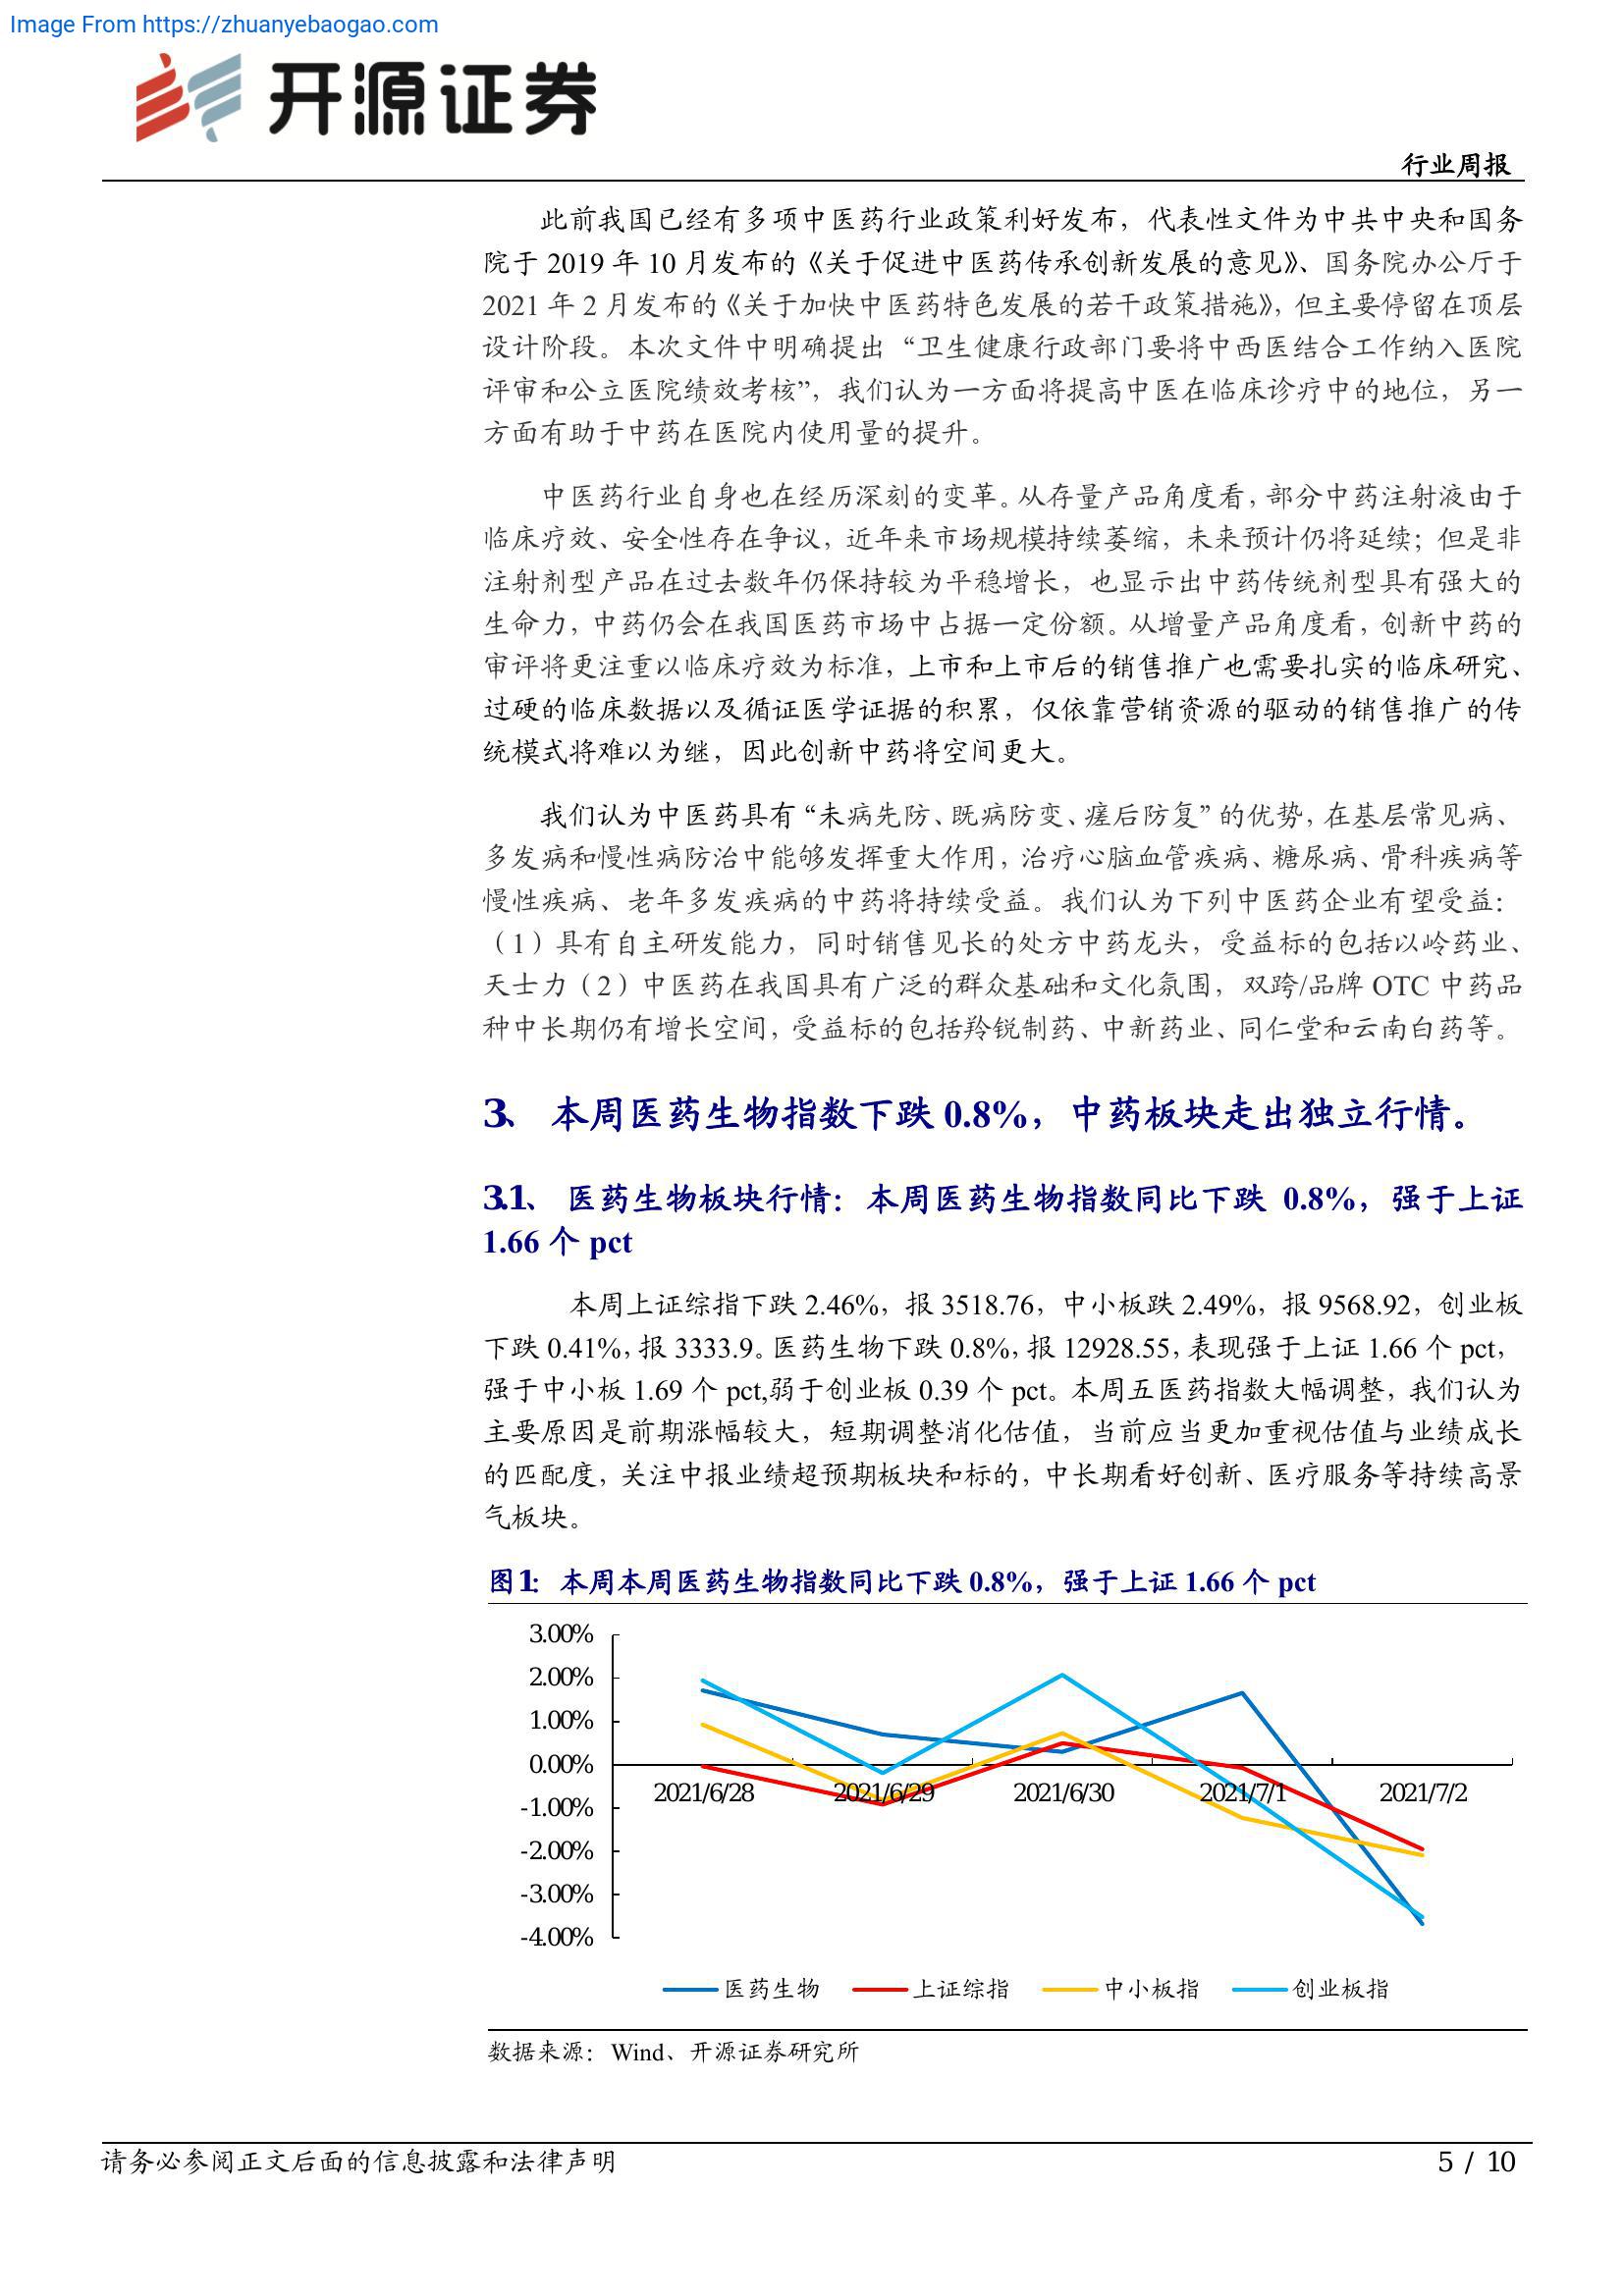 Image From https://zhuanyebaogao.com
开源证券
行业周报
此前我国已经有多项中医药行业政策利好发布，代表性文件为中共中央和国务
院于 2019 年 10 月发布的《关于促进中医药传承创新发展的意见》、国务院办公厅于
2021 年 2 月发布的《关于加快中医药特色发展的若干政策措施》，但主要停留在顶层
设计阶段。本次文件中明确提出“卫生健康行政部门要将中西医结合工作纳入医院
评审和公立医院绩效考核”，我们认为一方面将提高中医在临床诊疗中的地位，另一
方面有助于中药在医院内使用量的提升。
中医药行业自身也在经历深刻的变革。从存量产品角度看，部分中药注射液由于
临床疗效、安全性存在争议，近年来市场规模持续萎缩，未来预计仍将延续；但是非
注射剂型产品在过去数年仍保持较为平稳增长，也显示出中药传统剂型具有强大的
生命力，中药仍会在我国医药市场中占据一定份额。从增量产品角度看，创新中药的
审评将更注重以临床疗效为标准，上市和上市后的销售推广也需要扎实的临床研究、
过硬的临床数据以及循证医学证据的积累，仅依靠营销资源的驱动的销售推广的传
统模式将难以为继，因此创新中药将空间更大。
我们认为中医药具有“未病先防、既病防变、瘥后防复”的优势，在基层常见病、
多发病和慢性病防治中能够发挥重大作用，治疗心脑血管疾病、糖尿病、骨科疾病等
慢性疾病、老年多发疾病的中药将持续受益。我们认为下列中医药企业有望受益：
（1）具有自主研发能力，同时销售见长的处方中药龙头，受益标的包括以岭药业、
天士力（2）中医药在我国具有广泛的群众基础和文化氛围，双跨/品牌 OTC 中药品
种中长期仍有增长空间，受益标的包括羚锐制药、中新药业、同仁堂和云南白药等。
3、 本周医药生物指数下跌 0.8%，中药板块走出独立行情。
3.1、 医药生物板块行情：本周医药生物指数同比下跌 0.8%，强于上证
1.66 个 pct
本周上证综指下跌 2.46%，报 3518.76，中小板跌 2.49%，报 9568.92，创业板
下跌 0.41%，报 3333.9。医药生物下跌 0.8%，报 12928.55，表现强于上证 1.66 个 pct，
强于中小板 1.69 个 pct,弱于创业板 0.39 个 pct。本周五医药指数大幅调整，我们认为
主要原因是前期涨幅较大，短期调整消化估值，当前应当更加重视估值与业绩成长
的匹配度，关注中报业绩超预期板块和标的，中长期看好创新、医疗服务等持续高景
气板块。
图1： 本周本周医药生物指数同比下跌 0.8%，强于上证 1.66 个 pct
3.00%
2.00%
1.00%
0.00%
-1.00%
-2.00%
-3.00%
-4.00%
2021/6/28 2021/6/29 2021/6/30 2021/7/1 2021/7/2
医药生物 上证综指 中小板指 创业板指
数据来源：Wind、开源证券研究所
请务必参阅正文后面的信息披露和法律声明 5 / 10